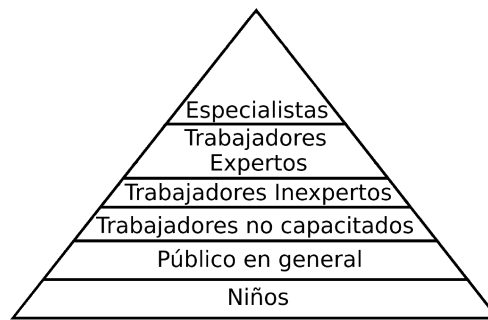 Especialistas
Trabajadores
Expertos
Trabajadores Inexpertos
Trabajadores no capacitados
Público en general
Niños